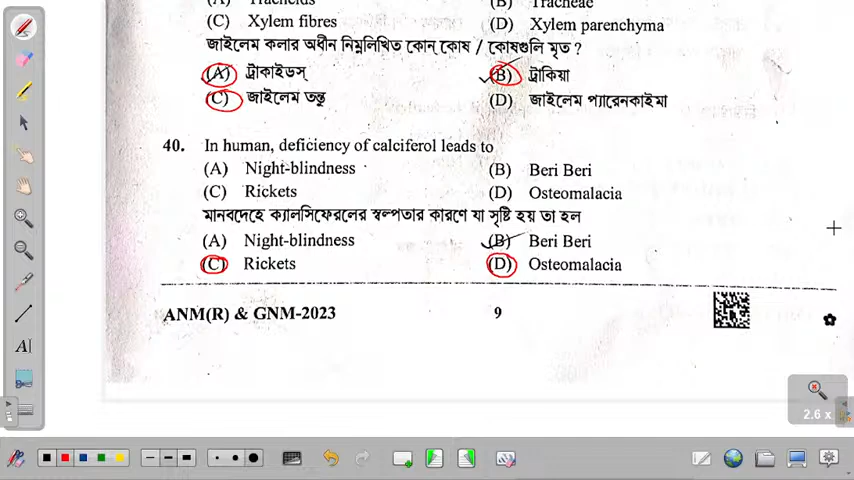 (A) Tracheids (B) Tracheae
(C) Xylem fibres (D) Xylem parenchyma
জাইলেম কলার অধীন নিম্নলিখিত কোন্ কোষ / কোষগুলি মৃত ?
(A) ট্রাকাইডস্ (B) ট্রাকিয়া
(C) জাইলেম তন্তু (D) জাইলেম প্যারেনকাইমা
40. In human, deficiency of calciferol leads to
(A) Night-blindness (B) Beri Beri
(C) Rickets (D) Osteomalacia
মানবদেহে ক্যালসিফেরলের স্বল্পতার কারণে যা সৃষ্টি হয় তা হল
(A) Night-blindness (B) Beri Beri
(C) Rickets (D) Osteomalacia
ANM(R) & GNM-2023 9
2.6 x